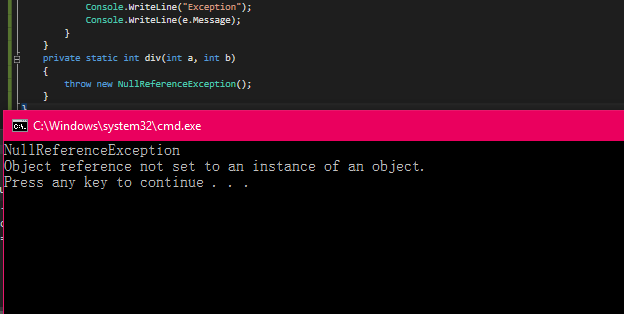 Console.WriteLine("Exception");
Console.WriteLine(e.Message);
}
}
private static int div(int a, int b)
{
throw new NullReferenceException();
}
C:\Windows\system32\cmd.exe
NullReferenceException
Object reference not set to an instance of an object.
Press any key to continue . . .